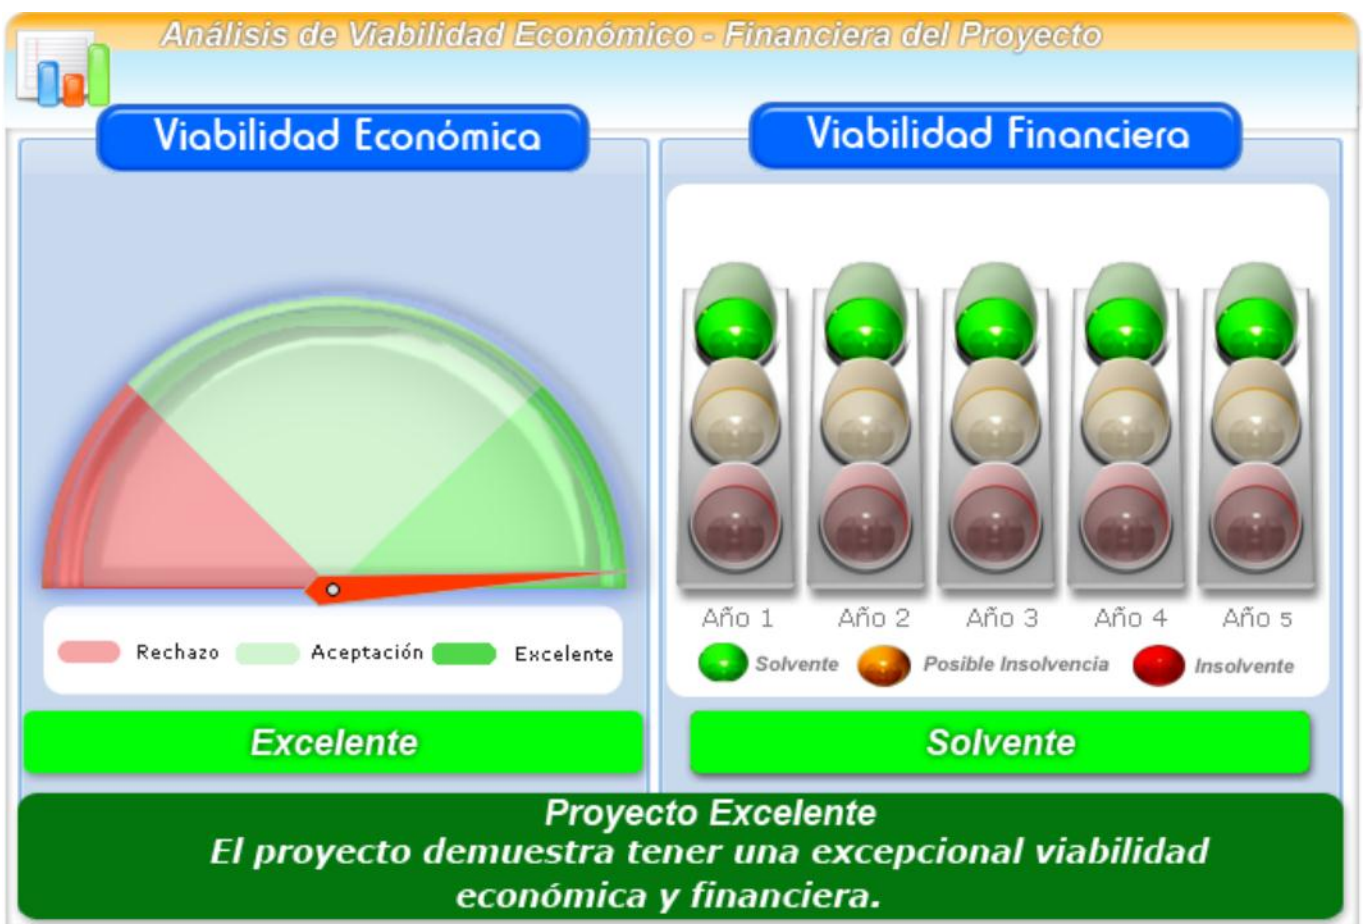 Análisis de Viabilidad Económico - Financiera del Proyecto
Viabilidad Económica
Viabilidad Financiera
Rechazo
Aceptación
Excelente
Año 1
Año 2
Año 3
Año 4
Año 5
Solvente
Posible Insolvencia
Insolvente
Excelente
Solvente
Proyecto Excelente
El proyecto demuestra tener una excepcional viabilidad
económica y financiera.